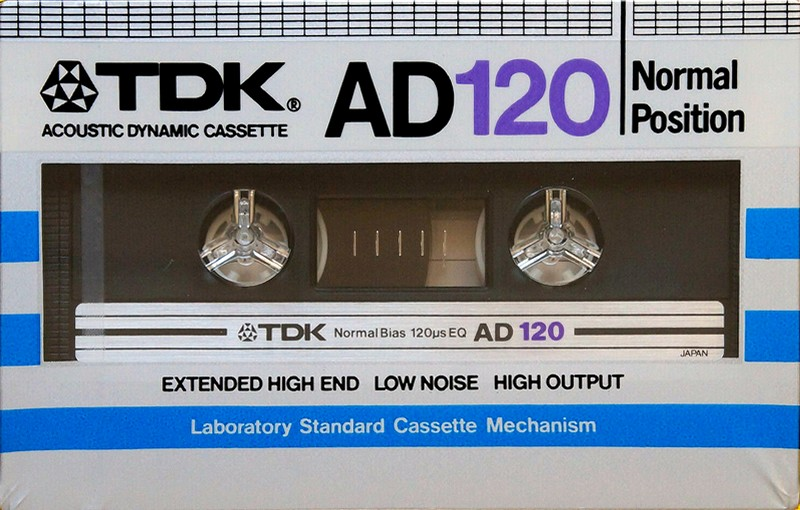 TDK®
ACOUSTIC DYNAMIC CASSETTE
AD120
Normal
Position
TDK Normal Bias 120µs EQ AD 120
JAPAN
EXTENDED HIGH END LOW NOISE HIGH OUTPUT
Laboratory Standard Cassette Mechanism